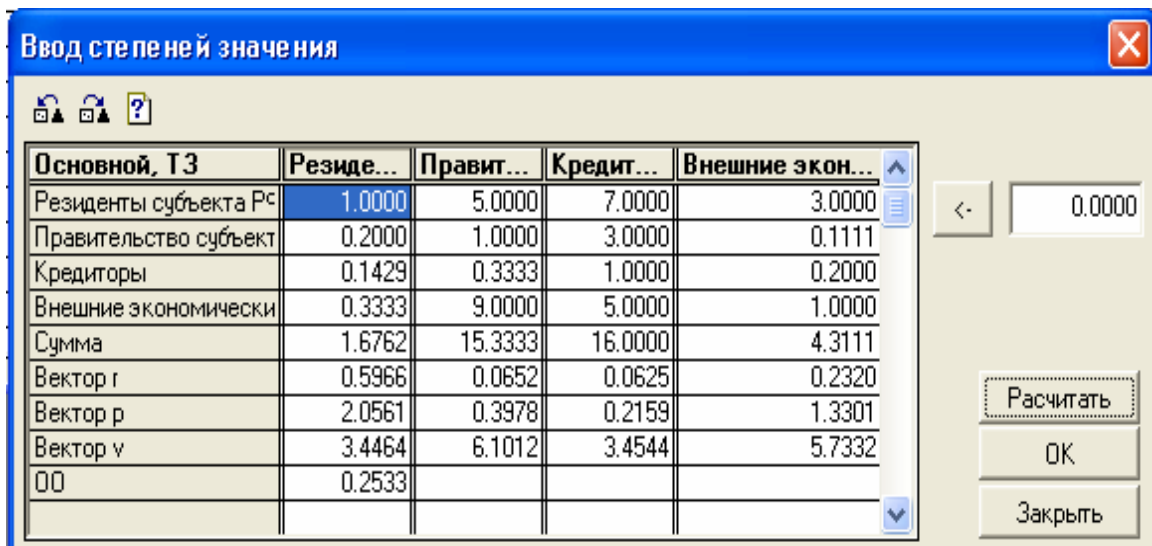 Ввод степеней значения
Основной, ТЗ Резиде... Правит... Кредит... Внешние экон...
Резиденты субъекта РС 1.0000 5.0000 7.0000 3.0000
<- 0.0000
Правительство субъект 0.2000 1.0000 3.0000 0.1111
Кредиторы 0.1429 0.3333 1.0000 0.2000
Внешние экономически 0.3333 9.0000 5.0000 1.0000
Сумма 1.6762 15.3333 16.0000 4.3111
Вектор r 0.5966 0.0652 0.0625 0.2320
Вектор p 2.0561 0.3978 0.2159 1.3301
Расчитать
Вектор v 3.4464 6.1012 3.4544 5.7332
ОК
ОО 0.2533
Закрыть